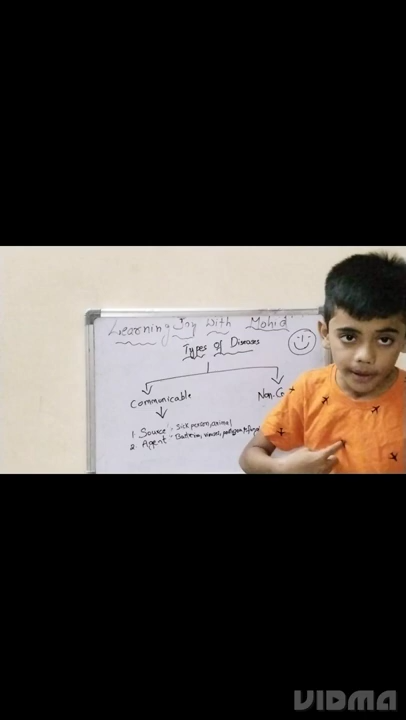 Learning Joy With Mohid
Types of Diseases
Communicable
Non-Co
1. Source - Sick person, animal
2. Agent - Bacteria, viruses,
VIDMA